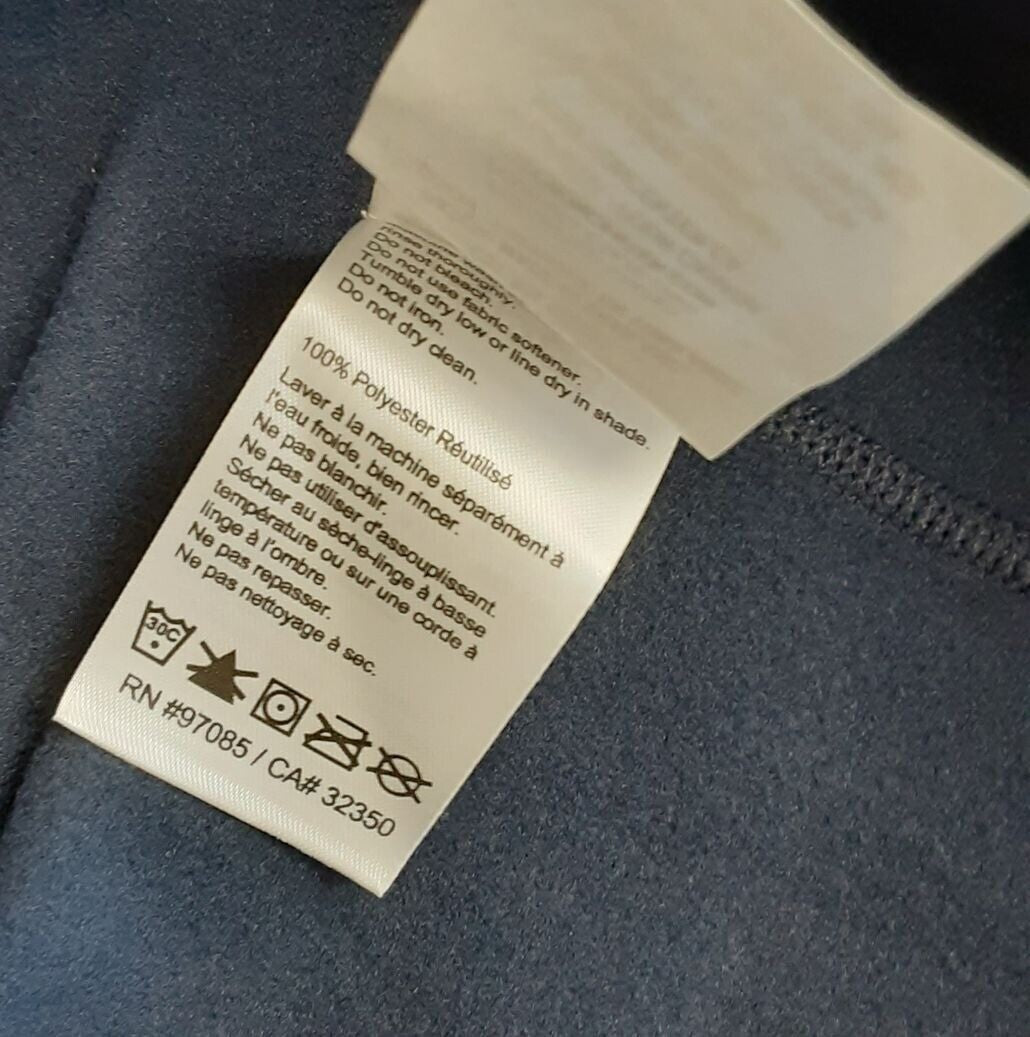 rinse thoroughly.
Do not bleach.
Do not use fabric softener.
Tumble dry low or line dry in shade.
Do not iron.
Do not dry clean.
100% Polyester Réutilisé
Laver à la machine séparément à
l'eau froide, bien rincer.
Ne pas blanchir.
Ne pas utiliser d'assouplissant.
Sécher au sèche-linge à basse
température ou sur une corde à
linge à l'ombre.
Ne pas repasser.
Ne pas nettoyage à sec.
30C
RN #97085 / CA# 32350